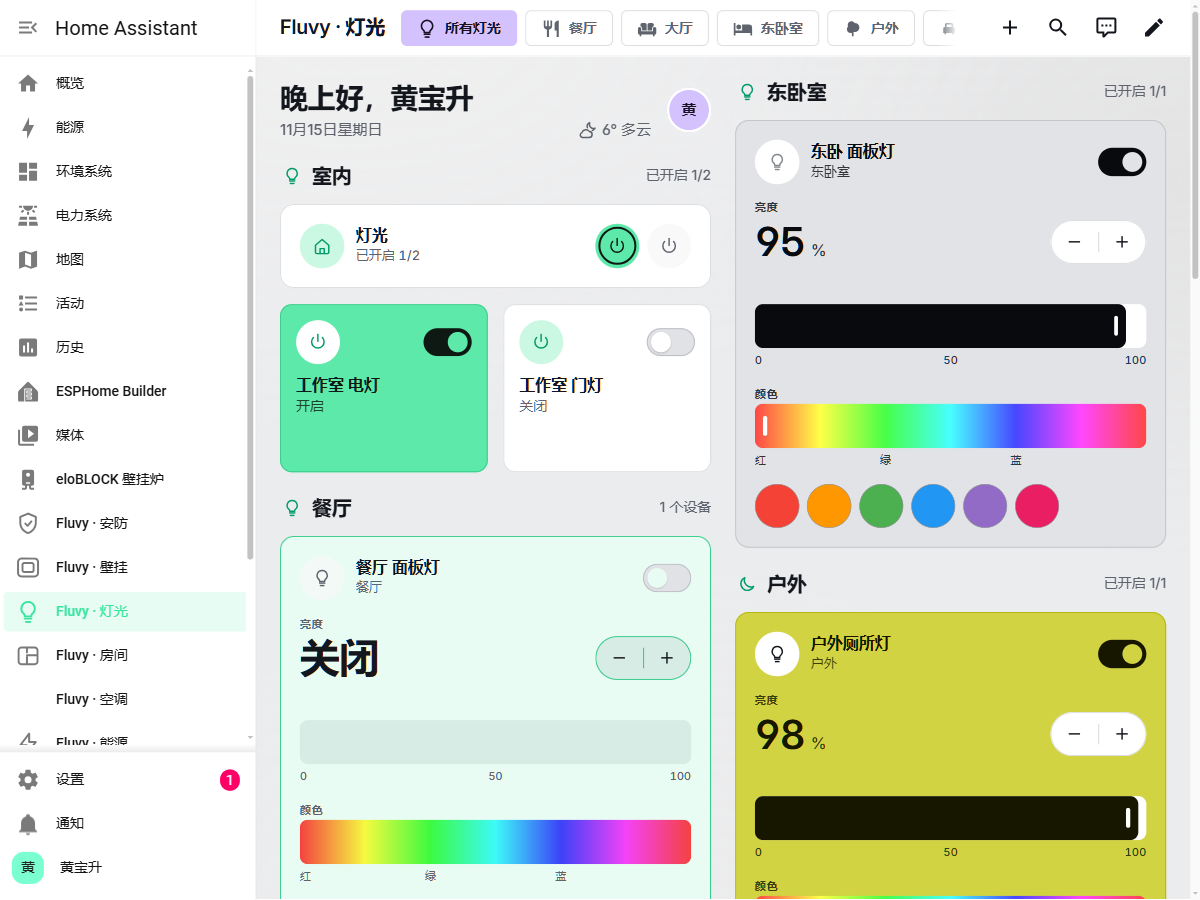 Home Assistant
概览
能源
环境系统
电力系统
地图
活动
历史
ESPHome Builder
媒体
eloBLOCK 壁挂炉
Fluvy · 安防
Fluvy · 壁挂
Fluvy · 灯光
Fluvy · 房间
Fluvy · 空调
Fluvy · 能源
设置
1
通知
黄
黄宝升
Fluvy · 灯光
所有灯光
餐厅
大厅
东卧室
户外
晚上好，黄宝升
11月15日星期日
6° 多云
黄
室内
已开启 1/2
灯光
已开启 1/2
工作室 电灯
开启
工作室 门灯
关闭
餐厅
1 个设备
餐厅 面板灯
餐厅
亮度
关闭
0 50 100
颜色
红 绿 蓝
东卧室
已开启 1/1
东卧 面板灯
东卧室
亮度
95 %
0 50 100
颜色
红 绿 蓝
户外
已开启 1/1
户外厕所灯
户外
亮度
98 %
0 50 100
颜色